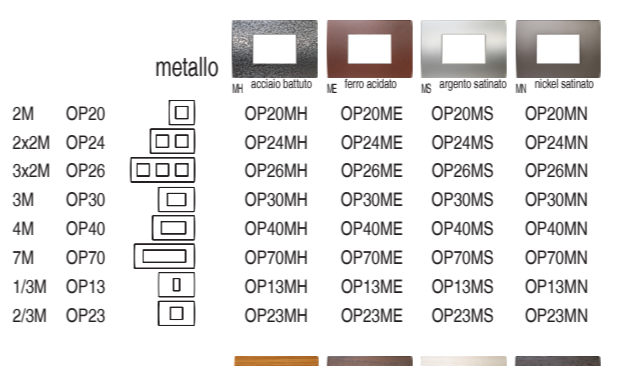 metallo
MH acciaio battuto ME ferro acidato MS argento satinato MN nickel satinato
2M OP20 OP20MH OP20ME OP20MS OP20MN
2x2M OP24 OP24MH OP24ME OP24MS OP24MN
3x2M OP26 OP26MH OP26ME OP26MS OP26MN
3M OP30 OP30MH OP30ME OP30MS OP30MN
4M OP40 OP40MH OP40ME OP40MS OP40MN
7M OP70 OP70MH OP70ME OP70MS OP70MN
1/3M OP13 OP13MH OP13ME OP13MS OP13MN
2/3M OP23 OP23MH OP23ME OP23MS OP23MN